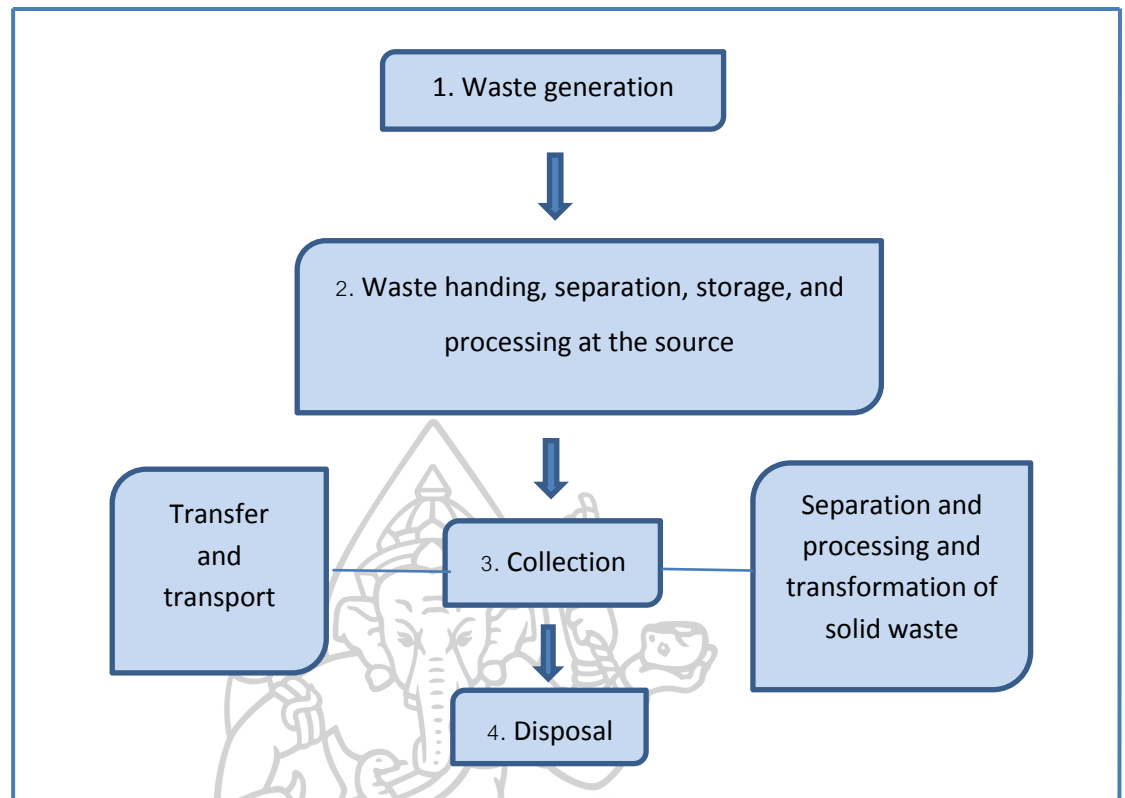 1. Waste generation
2. Waste handing, separation, storage, and
processing at the source
Transfer
and
transport
3. Collection
Separation and
processing and
transformation of
solid waste
4. Disposal